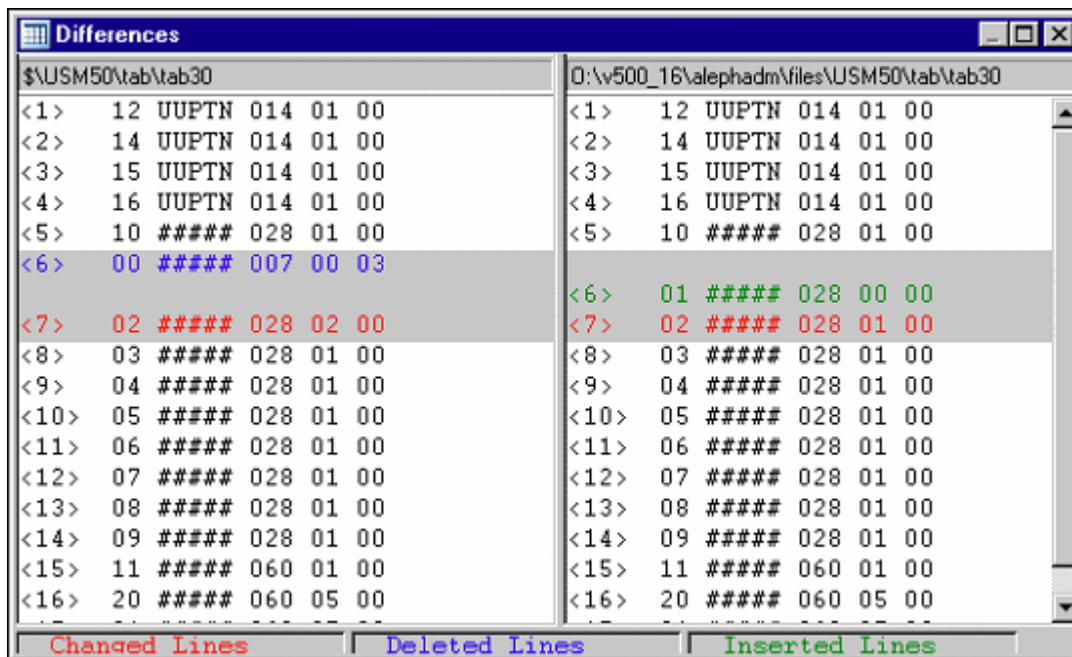 Differences
$\USM50\tab\tab30
<1> 12 UUPTN 014 01 00
<2> 14 UUPTN 014 01 00
<3> 15 UUPTN 014 01 00
<4> 16 UUPTN 014 01 00
<5> 10 ##### 028 01 00
<6> 00 ##### 007 00 03
<7> 02 ##### 028 02 00
<8> 03 ##### 028 01 00
<9> 04 ##### 028 01 00
<10> 05 ##### 028 01 00
<11> 06 ##### 028 01 00
<12> 07 ##### 028 01 00
<13> 08 ##### 028 01 00
<14> 09 ##### 028 01 00
<15> 11 ##### 060 01 00
<16> 20 ##### 060 05 00
O:\v500_16\alephadm\files\USM50\tab\tab30
<1> 12 UUPTN 014 01 00
<2> 14 UUPTN 014 01 00
<3> 15 UUPTN 014 01 00
<4> 16 UUPTN 014 01 00
<5> 10 ##### 028 01 00
<6> 01 ##### 028 00 00
<7> 02 ##### 028 01 00
<8> 03 ##### 028 01 00
<9> 04 ##### 028 01 00
<10> 05 ##### 028 01 00
<11> 06 ##### 028 01 00
<12> 07 ##### 028 01 00
<13> 08 ##### 028 01 00
<14> 09 ##### 028 01 00
<15> 11 ##### 060 01 00
<16> 20 ##### 060 05 00
Changed Lines
Deleted Lines
Inserted Lines